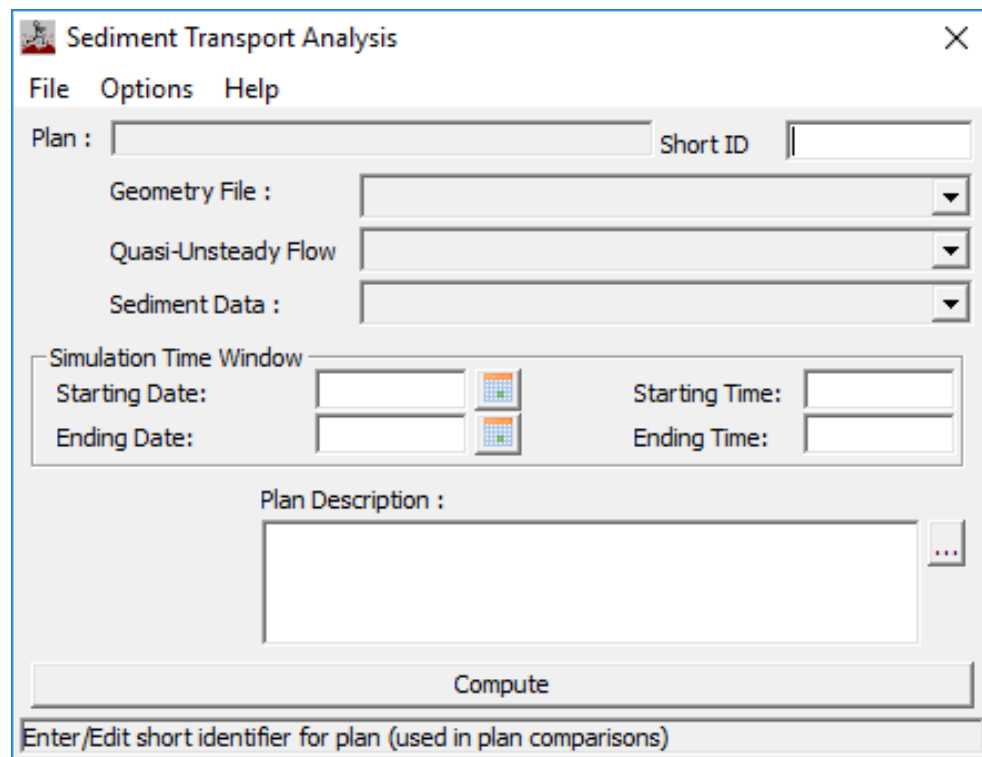 Sediment Transport Analysis
File Options Help
Plan : Short ID
Geometry File :
Quasi-Unsteady Flow
Sediment Data :
Simulation Time Window
Starting Date: Starting Time:
Ending Date: Ending Time:
Plan Description :
...
Compute
Enter/Edit short identifier for plan (used in plan comparisons)